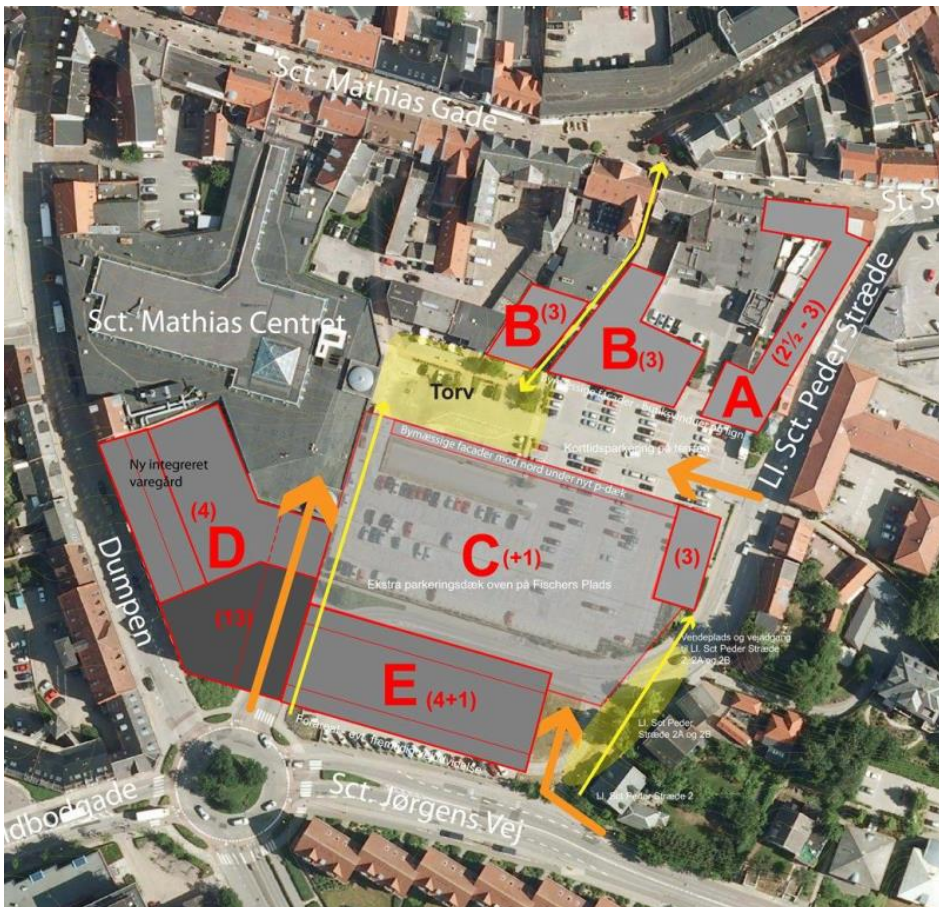 Sct. Mathias Gade
St. S
Sct. Mathias Centret
P
B(3)
B(3)
(2½ - 3)
A
Ll. Sct. Peder Stræde
Torv
Bymæssige facader mod nord under nyt p-dæk
Korttidsparkering på terræn
Ny integreret
varegård
(4)
D
(13)
C (+1)
Ekstra parkeringsdæk oven på Fischers Plads
(3)
Dumpen
E (4+1)
Vendeplads og vejadgang
til Ll. Sct Peder Stræde
2, 2A og 2B
Ll. Sct Peder
Stræde 2A og 2B
Ll. Sct Peder Stræde 2
ndbodgade
Sct. Jørgens Vej